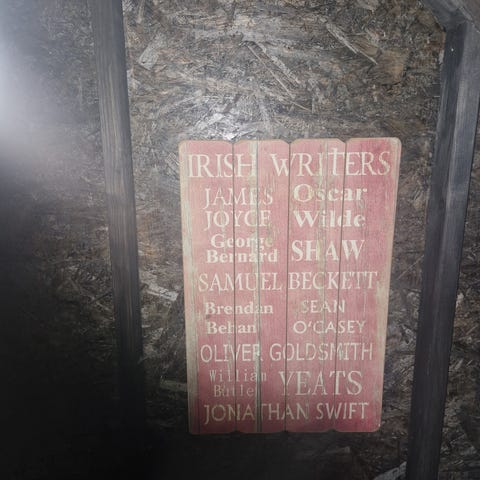 IRISH WRITERS
JAMES Oscar
JOYCE Wilde
George
Bernard SHAW
SAMUEL BECKETT
Brendan SEAN
Behan O'CASEY
OLIVER GOLDSMITH
William
Butler YEATS
JONATHAN SWIFT